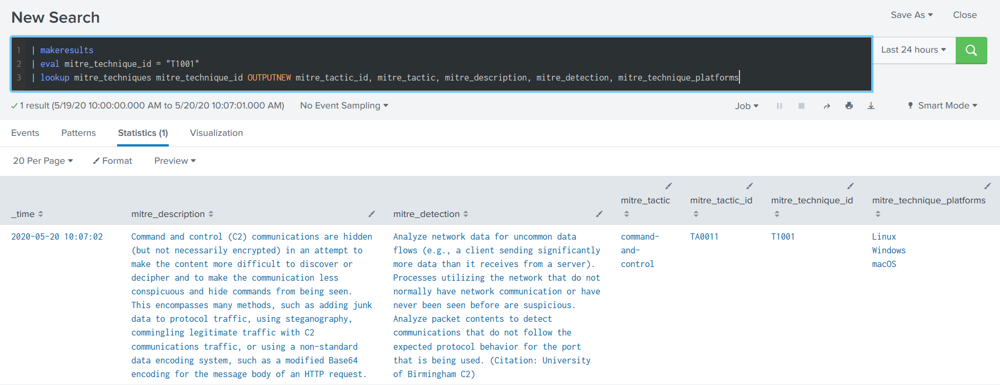 New Search
Save As
Close
1 | makeresults
2 | eval mitre_technique_id = "T1001"
3 | lookup mitre_techniques mitre_technique_id OUTPUTNEW mitre_tactic_id, mitre_tactic, mitre_description, mitre_detection, mitre_technique_platforms
Last 24 hours
1 result (5/19/20 10:00:00.000 AM to 5/20/20 10:07:01.000 AM)
No Event Sampling
Job
Smart Mode
Events
Patterns
Statistics (1)
Visualization
20 Per Page
Format
Preview
_time
mitre_description
mitre_detection
mitre_tactic
mitre_tactic_id
mitre_technique_id
mitre_technique_platforms
2020-05-20 10:07:02
Command and control (C2) communications are hidden
(but not necessarily encrypted) in an attempt to
make the content more difficult to discover or
decipher and to make the communication less
conspicuous and hide commands from being seen.
This encompasses many methods, such as adding junk
data to protocol traffic, using steganography,
commingling legitimate traffic with C2
communications traffic, or using a non-standard
data encoding system, such as a modified Base64
encoding for the message body of an HTTP request.
Analyze network data for uncommon data
flows (e.g., a client sending significantly
more data than it receives from a server).
Processes utilizing the network that do not
normally have network communication or have
never been seen before are suspicious.
Analyze packet contents to detect
communications that do not follow the
expected protocol behavior for the port
that is being used. (Citation: University
of Birmingham C2)
command-
and-
control
TA0011
T1001
Linux
Windows
macOS